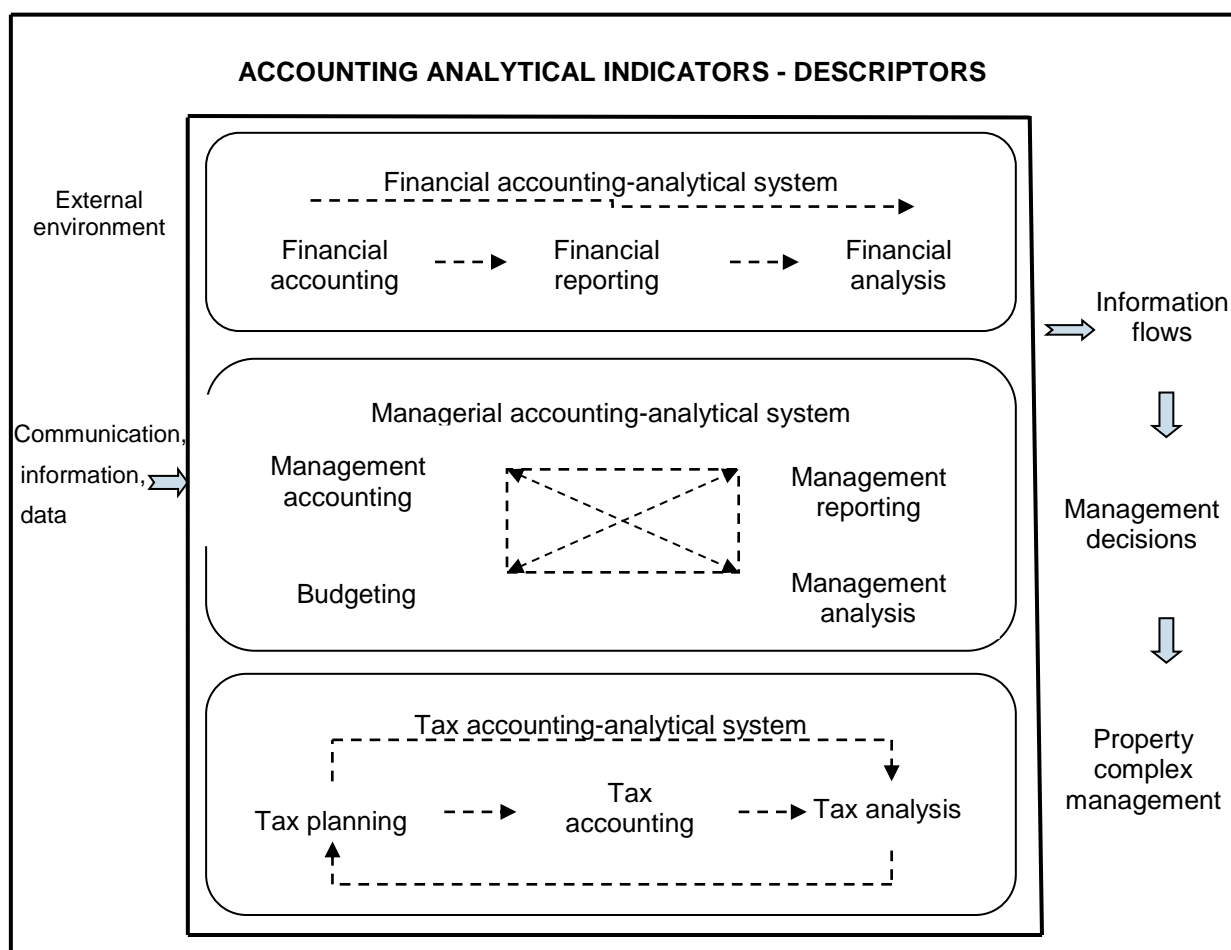 ACCOUNTING ANALYTICAL INDICATORS - DESCRIPTORS
External
environment
Financial accounting-analytical system
Financial
accounting
Financial
reporting
Financial
analysis
Information
flows
Communication,
information,
data
Managerial accounting-analytical system
Management
accounting
Management
reporting
Budgeting
Management
analysis
Management
decisions
Tax accounting-analytical system
Tax planning
Tax
accounting
Tax analysis
Property
complex
management